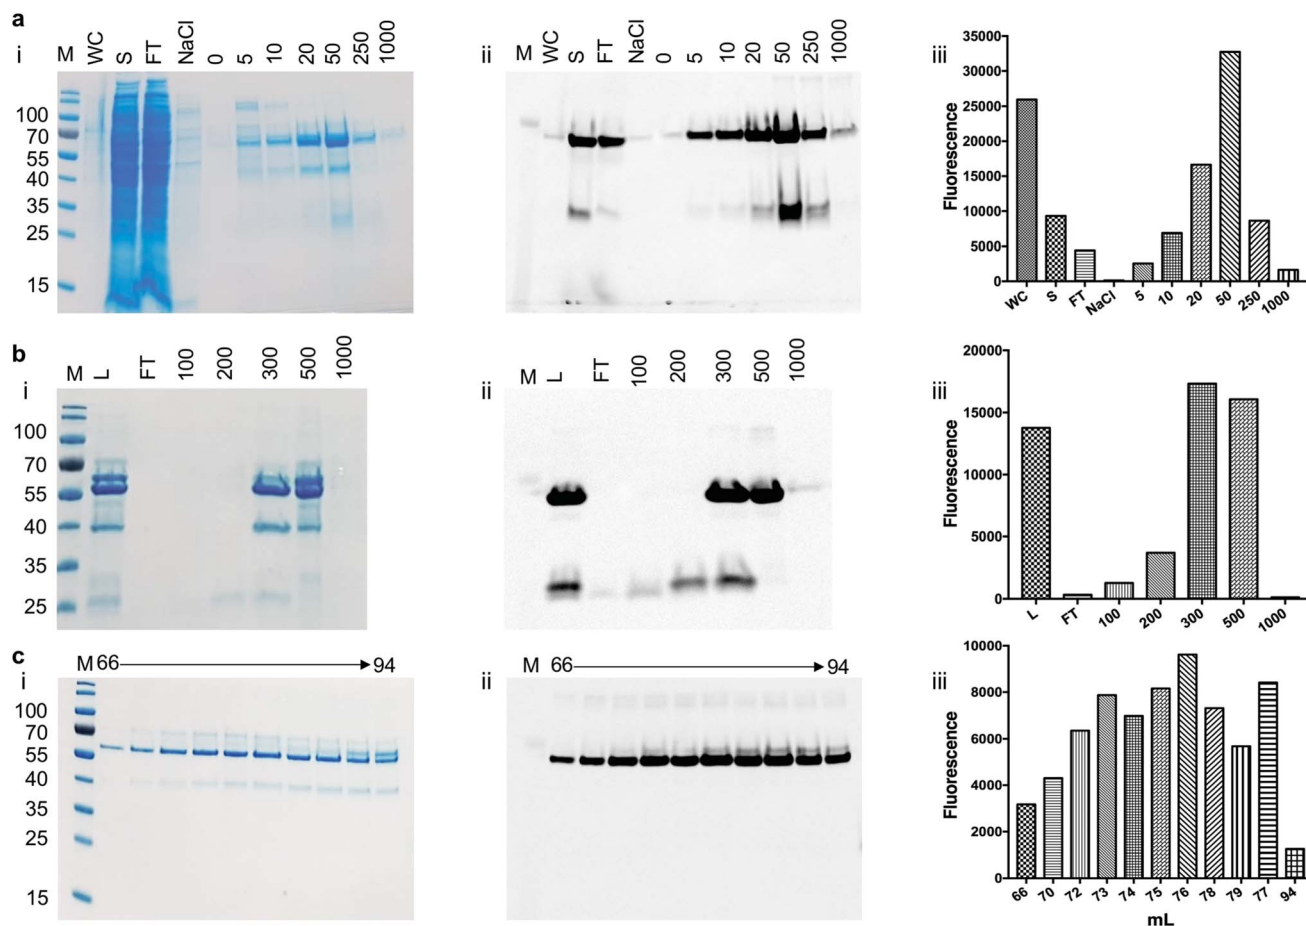 a
i
M WC S FT NaCl 0 5 10 20 50 250 1000
100
70
55
40
35
25
15
ii
M WC S FT NaCl 0 5 10 20 50 250 1000
iii
Fluorescence
35000
30000
25000
20000
15000
10000
5000
0
WC S FT NaCl 5 10 20 50 250 1000
b
i
M L FT 100 200 300 500 1000
100
70
55
40
35
25
ii
M L FT 100 200 300 500 1000
iii
Fluorescence
20000
15000
10000
5000
0
L FT 100 200 300 500 1000
c
i
M 66 94
100
70
55
40
35
25
15
ii
M 66 94
iii
Fluorescence
10000
8000
6000
4000
2000
0
66 70 72 73 74 75 76 78 79 77 94
mL